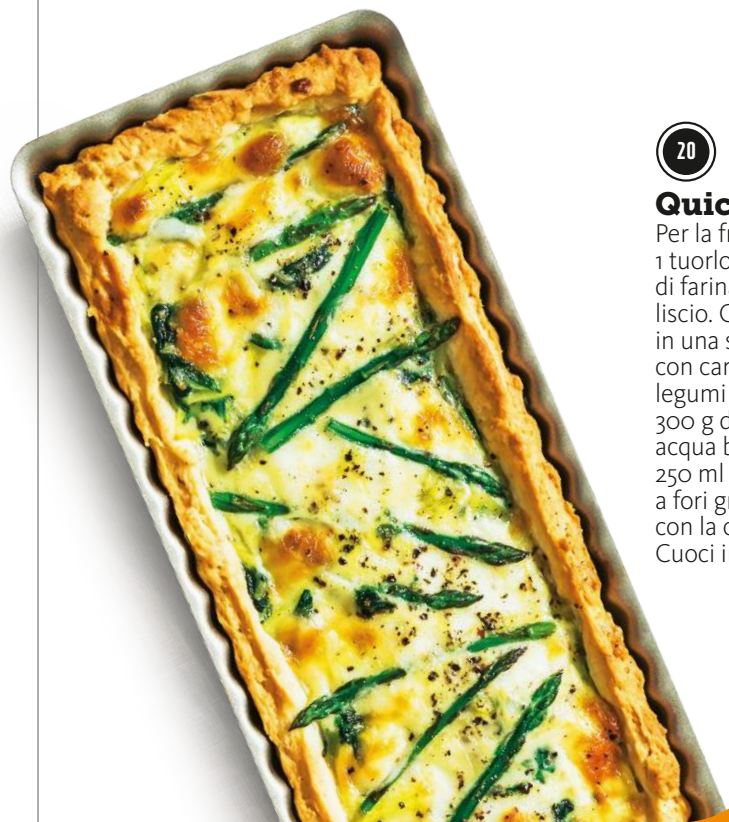 20
Quic
Per la fr
1 tuorlo
di farina
liscio. C
in una s
con car
legumi
300 g d
acqua b
250 ml
a fori gr
con la c
Cuoci i